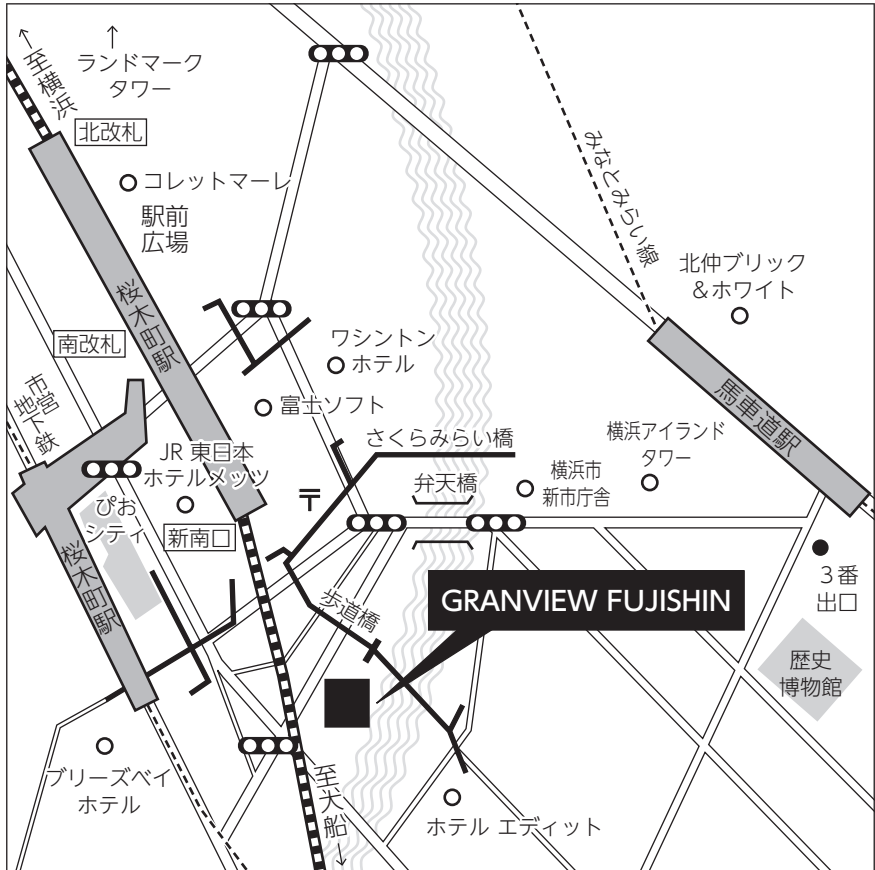 ↑
至横浜
↑
ランドマーク
タワー
北改札
コレットマーレ
駅前
広場
桜木町駅
みなとみらい線
北仲ブリック
＆ホワイト
南改札
ワシントン
ホテル
馬車道駅
市営
地下鉄
富士ソフト
さくらみらい橋
横浜アイランド
タワー
JR 東日本
ホテルメッツ
弁天橋
横浜市
新市庁舎
ぴお
シティ
〒
新南口
桜木町駅
３番
出口
歩道橋
GRANVIEW FUJISHIN
歴史
博物館
ブリーズベイ
ホテル
至大船
↓
ホテル エディット